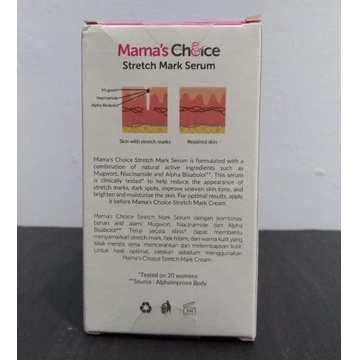 Mama's Choice
Stretch Mark Serum
Mugwort
Niacinamide
Alpha Bisabolol
Skin with stretch marks
Repaired skin
Mama's Choice Stretch Mark Serum is formulated with a
combination of natural active ingredients such as
Mugwort, Niacinamide and Alpha Bisabolol**. This serum
is clinically tested* to help reduce the appearance of
stretch marks, dark spots, improve uneven skin tone, and
brighten and moisturize the skin. For optimal results, apply
it before Mama's Choice Stretch Mark Cream.
Mama's Choice Stretch Mark Serum dengan kombinasi
bahan aktif alami Mugwort, Niacinamide dan Alpha
Bisabolol**. Teruji secara klinis* dapat membantu
menyamarkan stretch mark, flek hitam, dan warna kulit yang
tidak merata, serta mencerahkan dan melembapkan kulit.
Untuk hasil optimal, oleskan sebelum menggunakan
Mama's Choice Stretch Mark Cream.
*Tested on 20 womens
**Source : Alphaimprove Body